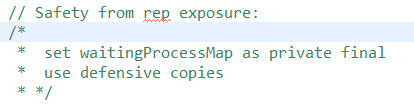 // Safety from rep exposure:
/*
 *  set waitingProcessMap as private final
 *  use defensive copies
 * */